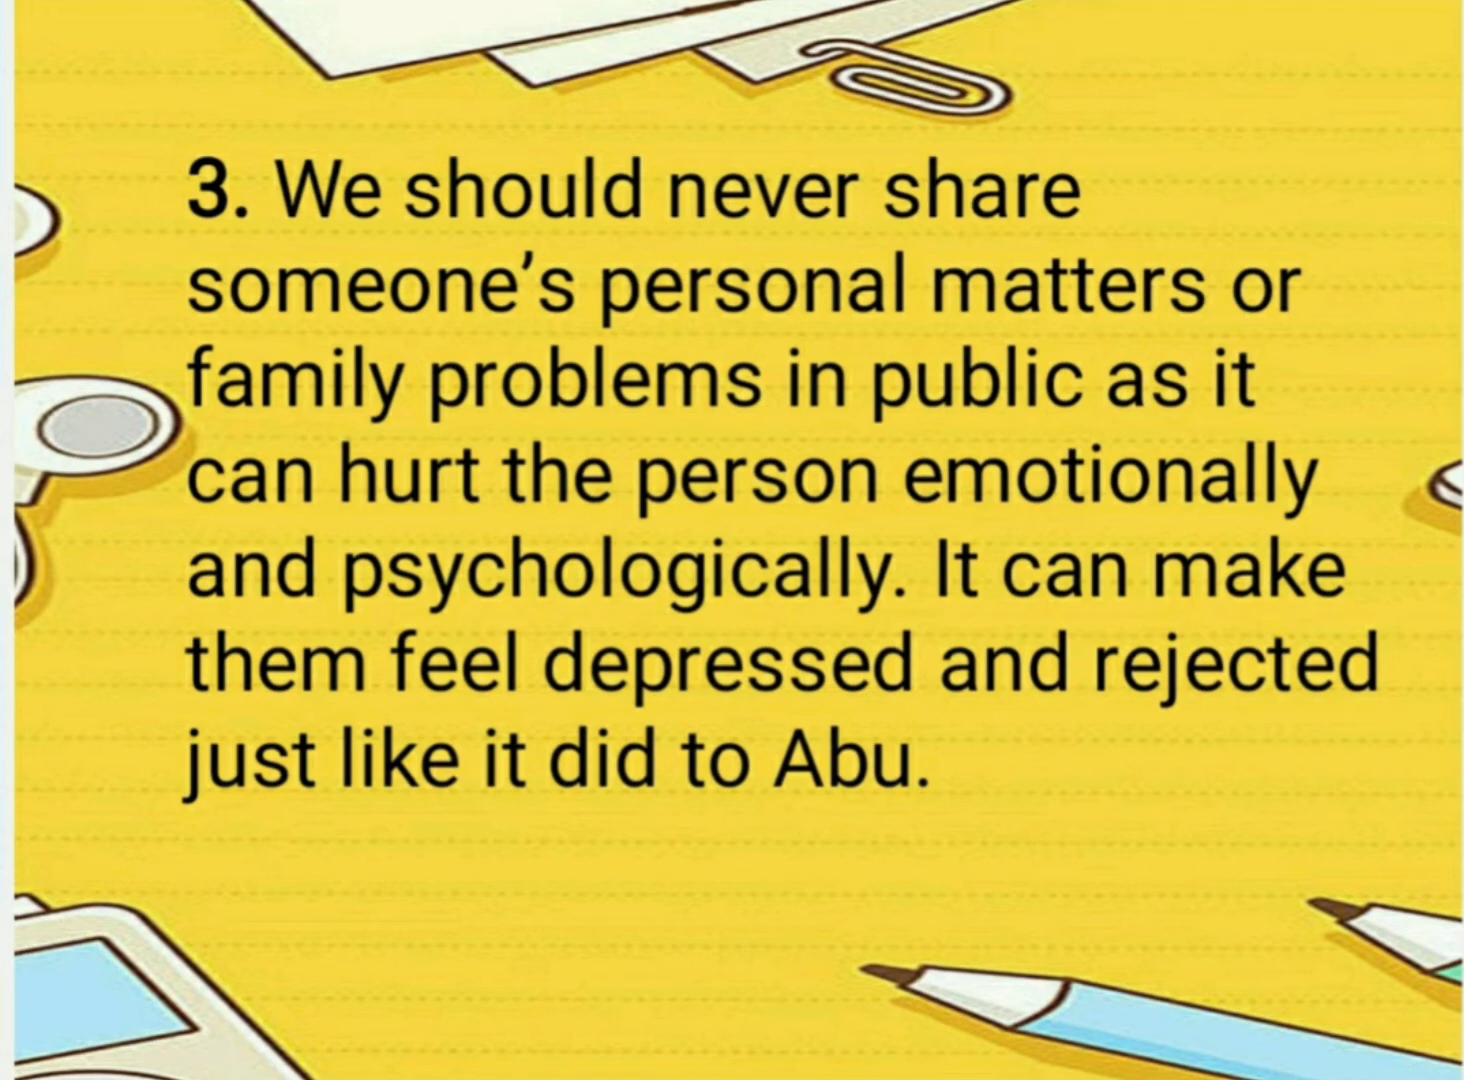 3. We should never share
someone’s personal matters or
family problems in public as it
can hurt the person emotionally
and psychologically. It can make
them feel depressed and rejected
just like it did to Abu.